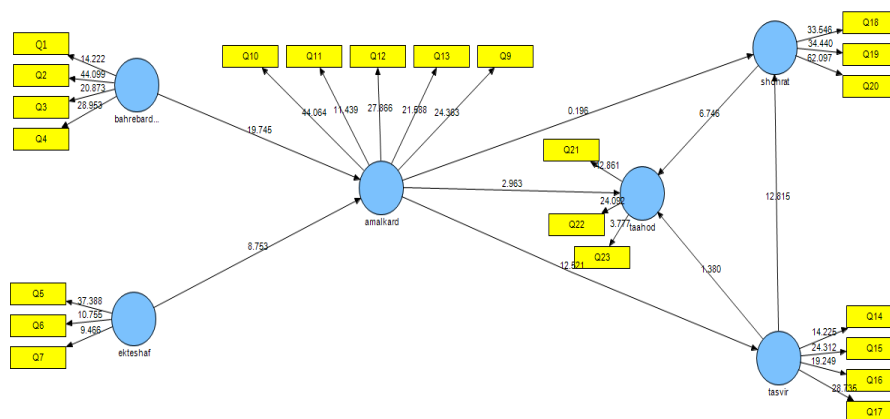 Q1
Q2
Q3
Q4
14.222
44.099
20.873
28.953
bahrebard...
Q10
Q11
Q12
Q13
Q9
44.064
11.439
27.866
21.588
24.383
19.745
amalkard
8.753
Q5
Q6
Q7
37.388
10.755
9.466
ekteshaf
0.196
2.963
12.521
Q21
Q22
Q23
24.092
3.777
taahod
6.746
1.380
12.815
Q18
Q19
Q20
33.546
34.440
62.097
shohrat
Q14
Q15
Q16
Q17
14.225
24.312
19.249
28.735
tasvir